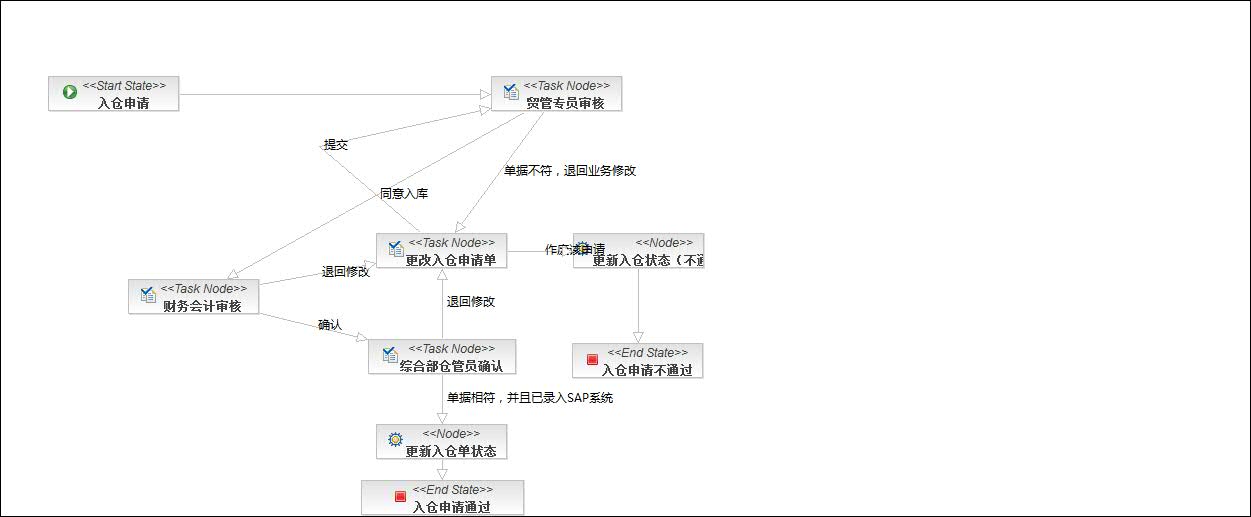 <<Start State>>
入仓申请
<<Task Node>>
贸管专员审核
提交
单据不符，退回业务修改
同意入库
<<Task Node>>
更改入仓申请单
作废该申请
<<Node>>
更新入仓状态（不通
退回修改
<<Task Node>>
财务会计审核
退回修改
确认
<<Task Node>>
综合部仓管员确认
<<End State>>
入仓申请不通过
单据相符，并且已录入SAP系统
<<Node>>
更新入仓单状态
<<End State>>
入仓申请通过